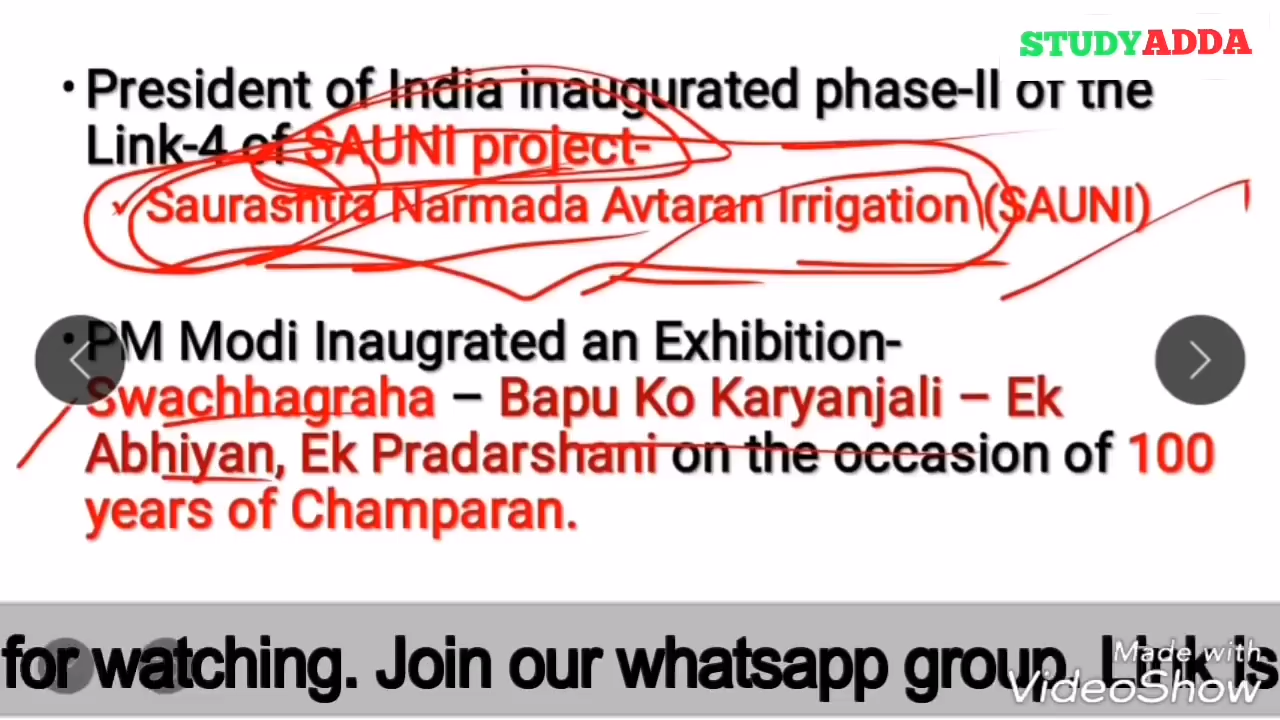 STUDYADDA
• President of India inaugurated phase-II of the
Link-4 of SAUNI project-
✓ Saurashtra Narmada Avtaran Irrigation (SAUNI)
• PM Modi Inaugrated an Exhibition-
Swachhagraha – Bapu Ko Karyanjali – Ek
Abhiyan, Ek Pradarshani on the occasion of 100
years of Champaran.
for watching. Join our whatsapp group. Link is
Made with
VideoShow